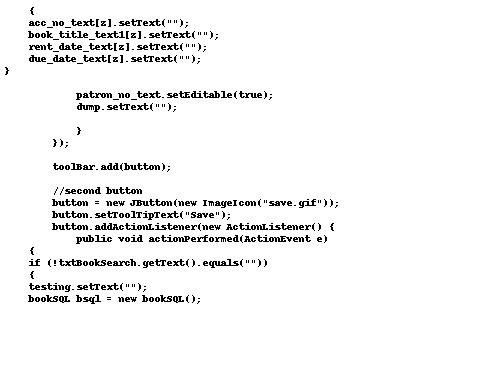 {
acc_no_text[z].setText("");
book_title_text1[z].setText("");
rent_date_text[z].setText("");
due_date_text[z].setText("");
}
patron_no_text.setEditable(true);
dump.setText("");
}
});
toolBar.add(button);
//second button
button = new JButton(new ImageIcon("save.gif"));
button.setToolTipText("Save");
button.addActionListener(new ActionListener() {
public void actionPerformed(ActionEvent e)
{
if (!txtBookSearch.getText().equals(""))
{
testing.setText("");
bookSQL bsql = new bookSQL();